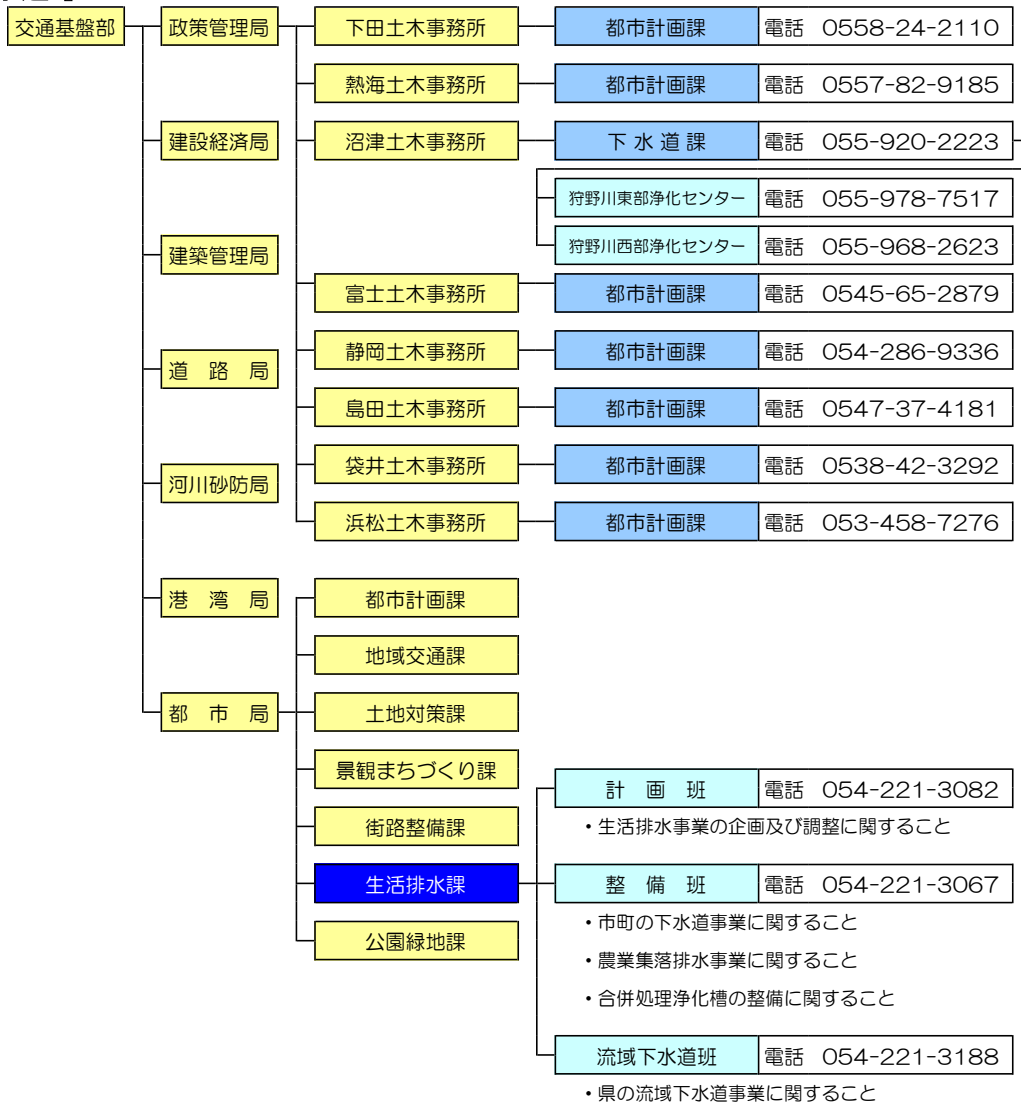 交通基盤部 政策管理局 下田土木事務所 都市計画課 電話 0558-24-2110
熱海土木事務所 都市計画課 電話 0557-82-9185
建設経済局 沼津土木事務所 下水道課 電話 055-920-2223
狩野川東部浄化センター 電話 055-978-7517
建築管理局 狩野川西部浄化センター 電話 055-968-2623
富士土木事務所 都市計画課 電話 0545-65-2879
道路局 静岡土木事務所 都市計画課 電話 054-286-9336
島田土木事務所 都市計画課 電話 0547-37-4181
河川砂防局 袋井土木事務所 都市計画課 電話 0538-42-3292
浜松土木事務所 都市計画課 電話 053-458-7276
港湾局 都市計画課
地域交通課
都市局 土地対策課
景観まちづくり課 計画班 電話 054-221-3082
街路整備課 ・生活排水事業の企画及び調整に関すること
生活排水課 整備班 電話 054-221-3067
・市町の下水道事業に関すること
公園緑地課
・農業集落排水事業に関すること
・合併処理浄化槽の整備に関すること
流域下水道班 電話 054-221-3188
・県の流域下水道事業に関すること